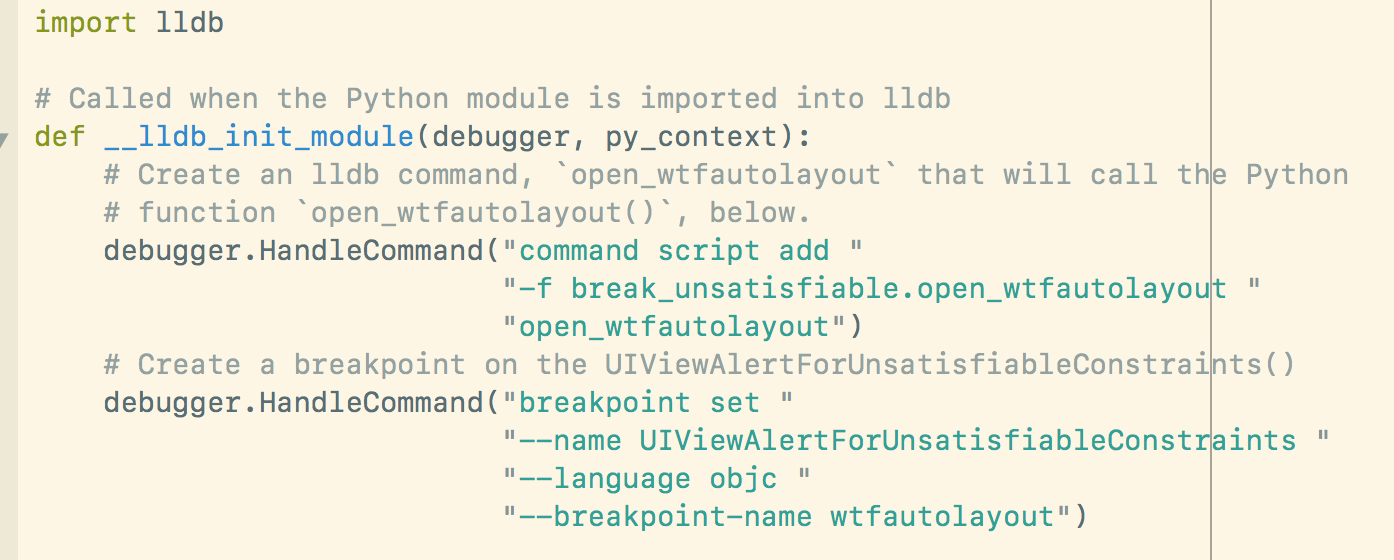 import lldb
# Called when the Python module is imported into lldb
def __lldb_init_module(debugger, py_context):
    # Create an lldb command, `open_wtfautolayout` that will call the Python
    # function `open_wtfautolayout()`, below.
    debugger.HandleCommand("command script add "
                           "-f break_unsatisfiable.open_wtfautolayout "
                           "open_wtfautolayout")
    # Create a breakpoint on the UIViewAlertForUnsatisfiableConstraints()
    debugger.HandleCommand("breakpoint set "
                           "--name UIViewAlertForUnsatisfiableConstraints "
                           "--language objc "
                           "--breakpoint-name wtfautolayout")